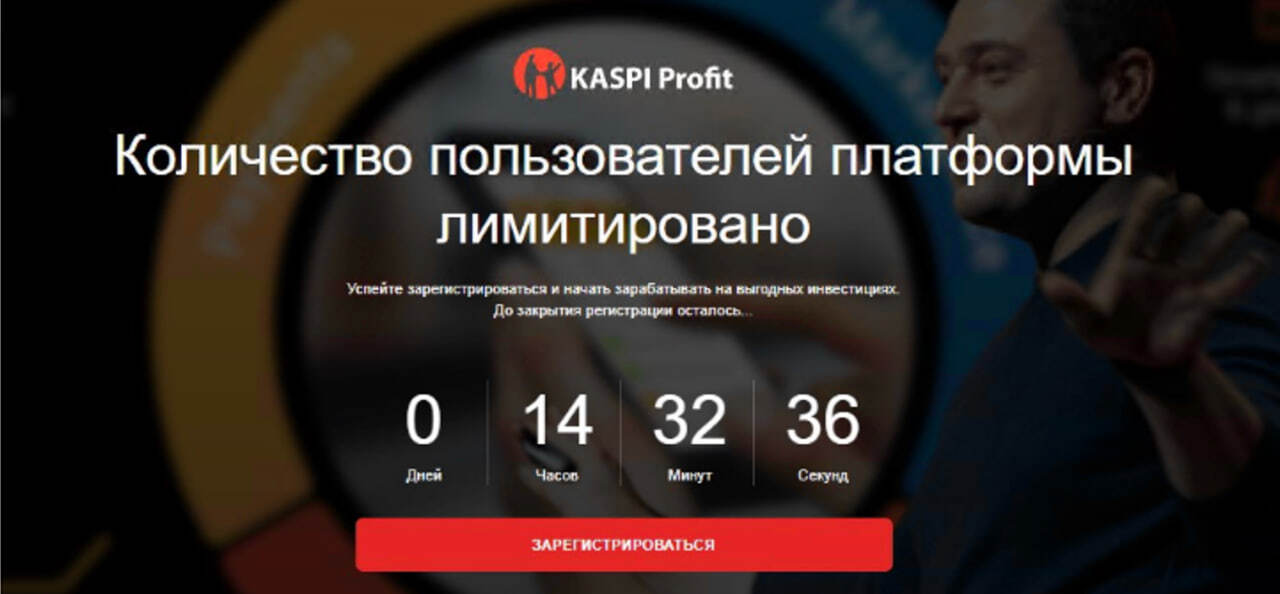 KASPI Profit
Количество пользователей платформы
лимитировано
Успейте зарегистрироваться и начать зарабатывать на выгодных инвестициях.
До закрытия регистрации осталось...
0 14 32 36
Дней Часов Минут Секунд
ЗАРЕГИСТРИРОВАТЬСЯ